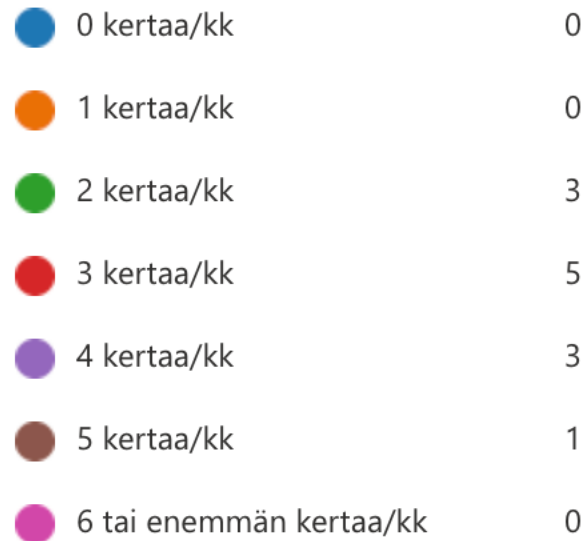 0 kertaa/kk 0
1 kertaa/kk 0
2 kertaa/kk 3
3 kertaa/kk 5
4 kertaa/kk 3
5 kertaa/kk 1
6 tai enemmän kertaa/kk 0